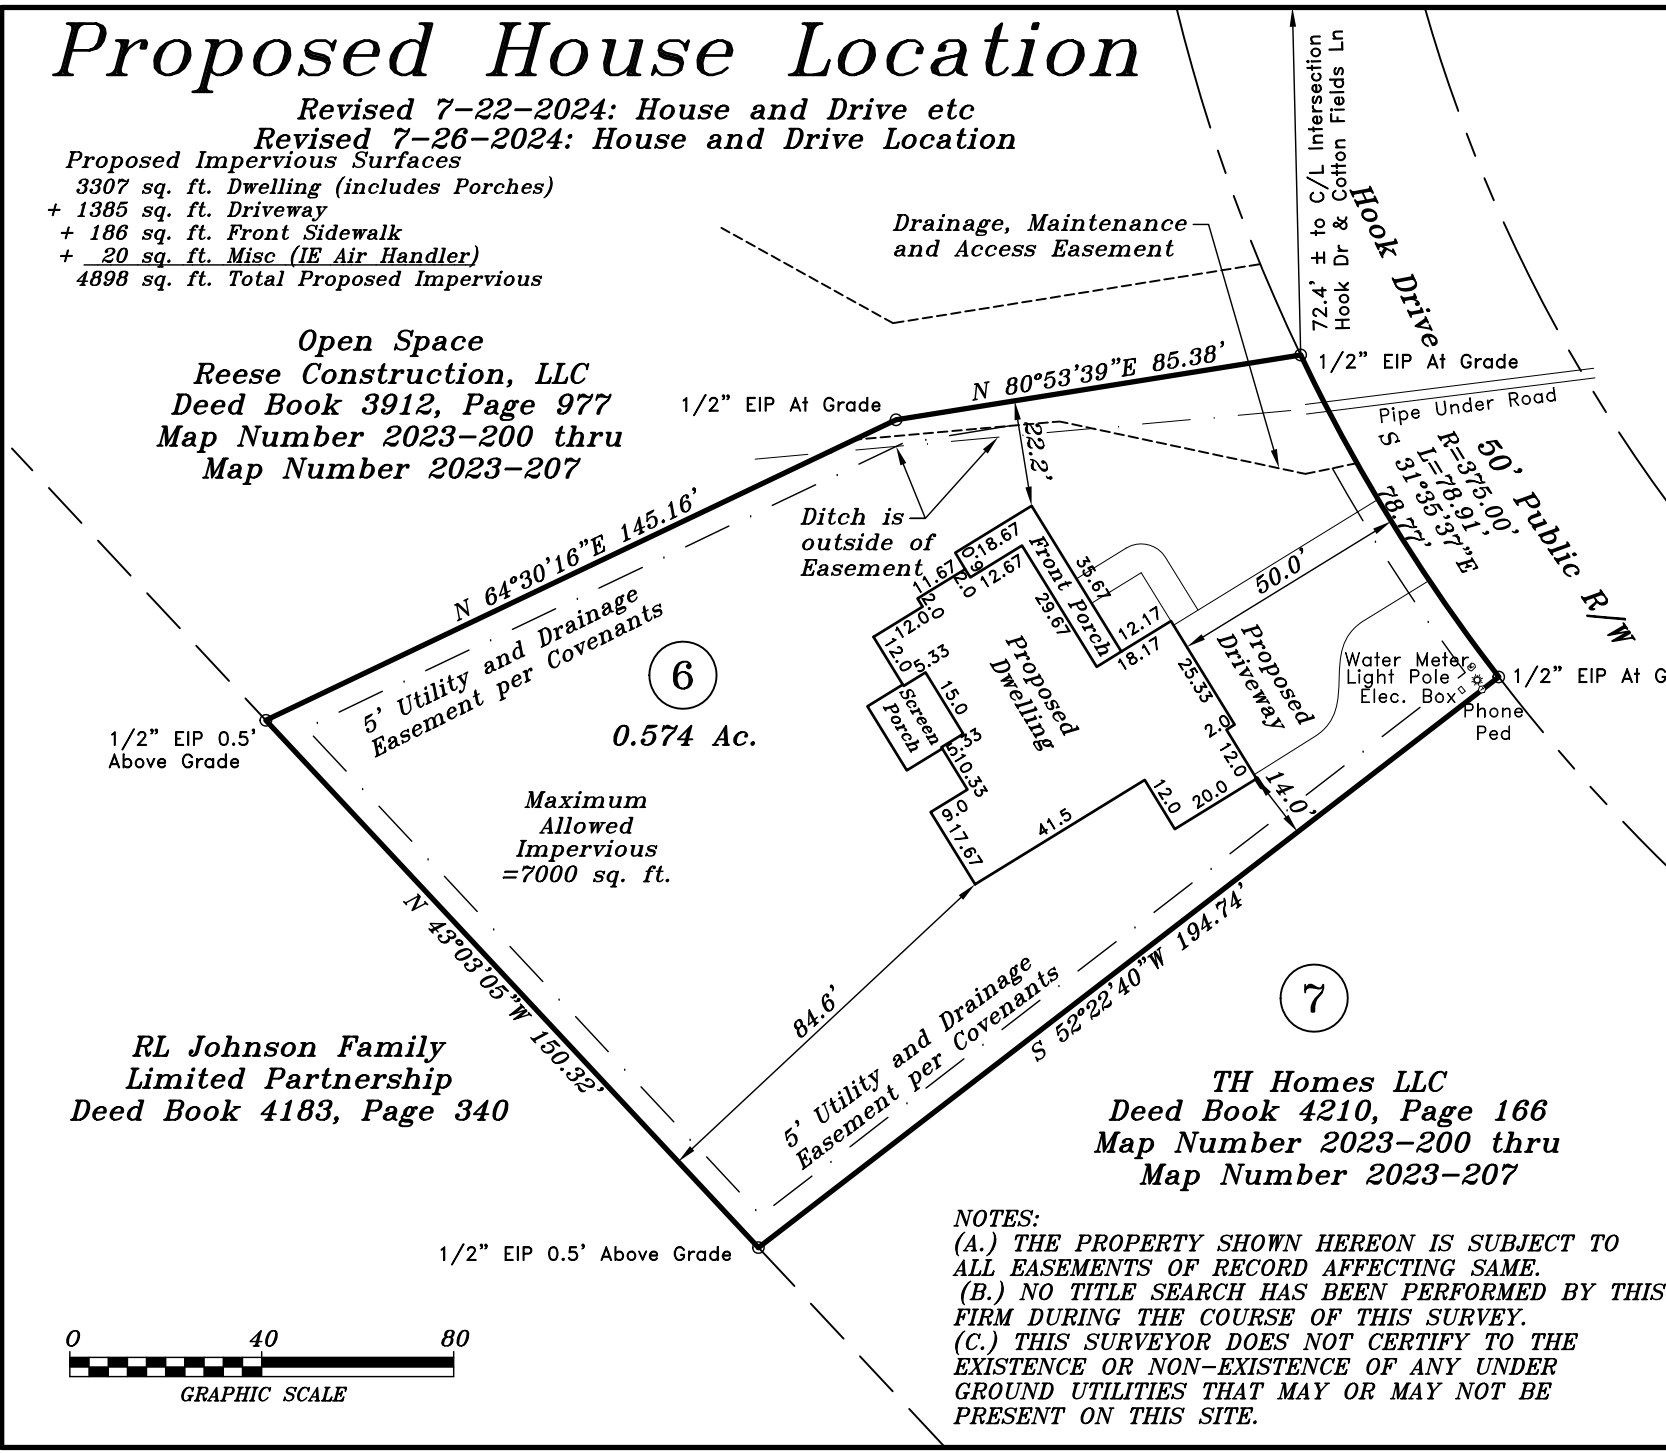 Proposed House Location
Revised 7-22-2024: House and Drive etc
Revised 7-26-2024: House and Drive Location
Proposed Impervious Surfaces
3307 sq. ft. Dwelling (includes Porches)
+ 1385 sq. ft. Driveway
+ 186 sq. ft. Front Sidewalk
+ 20 sq. ft. Misc (IE Air Handler)
4898 sq. ft. Total Proposed Impervious
Open Space
Reese Construction, LLC
Deed Book 3912, Page 977
Map Number 2023-200 thru
Map Number 2023-207
Drainage, Maintenance
and Access Easement
72.4' ± to C/L Intersection
Hook Dr & Cotton Fields Ln
Hook Drive
1/2" EIP At Grade
1/2" EIP At Grade
N 80°53'39"E 85.38'
Pipe Under Road
50' Public R/W
R=375.00'
L=78.91'
S 31°35'37"E
78.77'
22.2'
N 64°30'16"E 145.16'
Ditch is
outside of
Easement
5' Utility and Drainage
Easement per Covenants
6
0.574 Ac.
18.67
6.0
12.67
11.67
2.0
2.0
12.0
12.0
5.33
15.0
Screen
Porch
5.33
10.33
9.0
17.67
41.5
12.0
20.0
12.0
2.0
25.33
18.17
12.17
35.67
29.67
Front Porch
Proposed
Dwelling
50.0'
Proposed
Driveway
14.0'
Water Meter
Light Pole
Elec. Box
Phone
Ped
1/2" EIP At G
1/2" EIP 0.5'
Above Grade
Maximum
Allowed
Impervious
=7000 sq. ft.
N 43°03'05"W 150.32'
84.6'
S 52°22'40"W 194.74'
5' Utility and Drainage
Easement per Covenants
7
RL Johnson Family
Limited Partnership
Deed Book 4183, Page 340
TH Homes LLC
Deed Book 4210, Page 166
Map Number 2023-200 thru
Map Number 2023-207
1/2" EIP 0.5' Above Grade
NOTES:
(A.) THE PROPERTY SHOWN HEREON IS SUBJECT TO
ALL EASEMENTS OF RECORD AFFECTING SAME.
(B.) NO TITLE SEARCH HAS BEEN PERFORMED BY THIS
FIRM DURING THE COURSE OF THIS SURVEY.
(C.) THIS SURVEYOR DOES NOT CERTIFY TO THE
EXISTENCE OR NON-EXISTENCE OF ANY UNDER
GROUND UTILITIES THAT MAY OR MAY NOT BE
PRESENT ON THIS SITE.
0 40 80
GRAPHIC SCALE